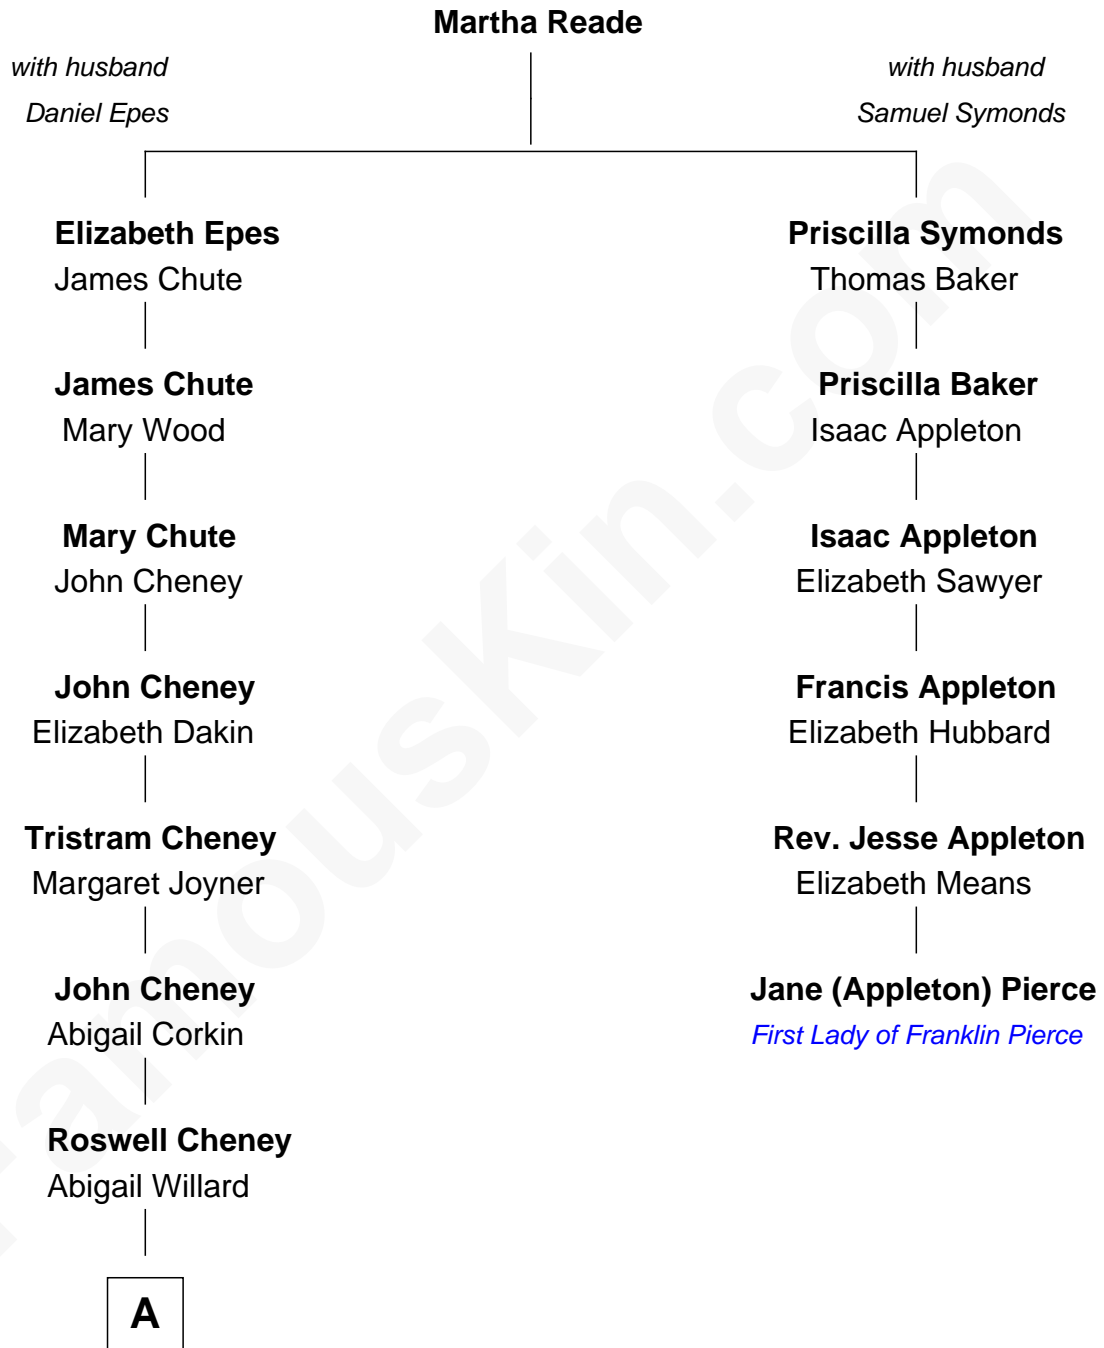 Martha Reade
with husband
Daniel Epes
with husband
Samuel Symonds
Elizabeth Epes
James Chute
Priscilla Symonds
Thomas Baker
James Chute
Mary Wood
Priscilla Baker
Isaac Appleton
Mary Chute
John Cheney
Isaac Appleton
Elizabeth Sawyer
John Cheney
Elizabeth Dakin
Francis Appleton
Elizabeth Hubbard
Tristram Cheney
Margaret Joyner
Rev. Jesse Appleton
Elizabeth Means
John Cheney
Abigail Corkin
Jane (Appleton) Pierce
First Lady of Franklin Pierce
Roswell Cheney
Abigail Willard
A
FamousKin.com